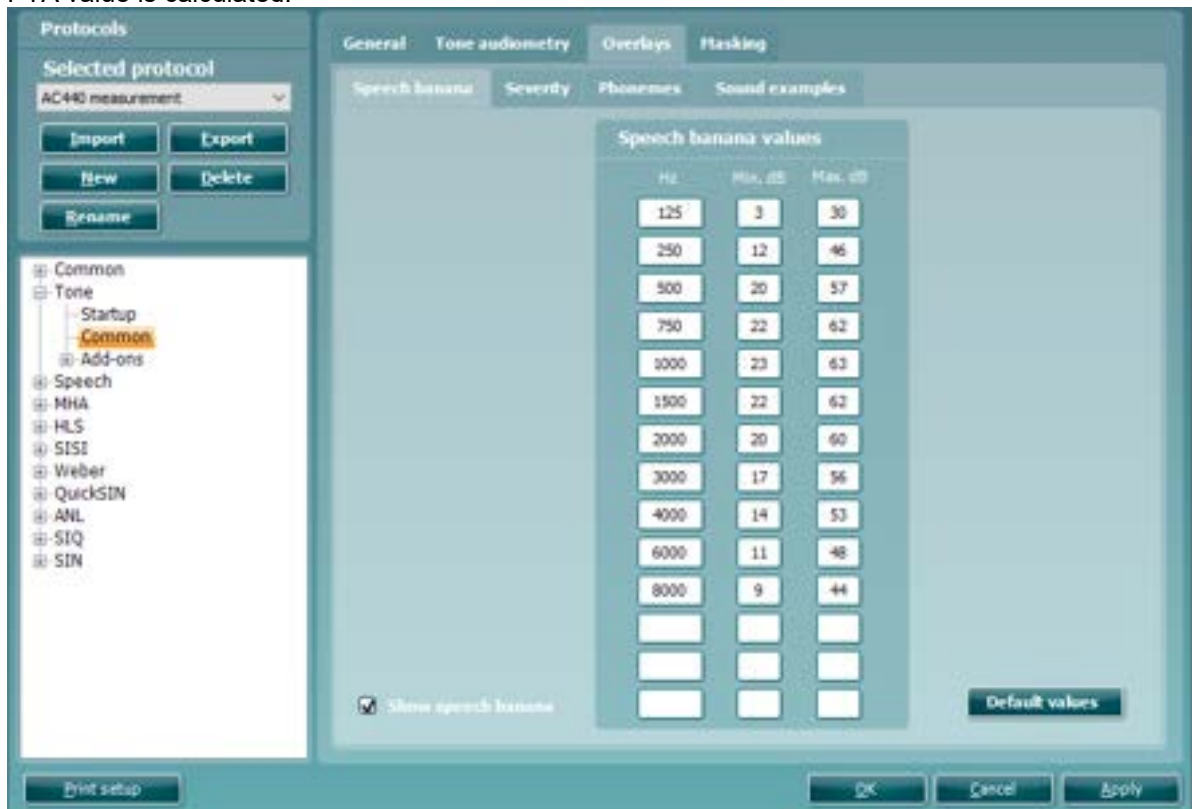 PTA value is calculated.
Protocols
Selected protocol
AC440 measurement
Import Export
New Delete
Rename
Common
Tone
Startup
Common
Add-ons
Speech
MHA
HLS
SISI
Weber
QuickSIN
ANL
SIQ
SIN
General Tone audiometry Overlays Masking
Speech banana Severity Phonemes Sound examples
Speech banana values
Hz Min. dB Max. dB
125 3 30
250 12 46
500 20 57
750 22 62
1000 23 63
1500 22 62
2000 20 60
3000 17 56
4000 14 53
6000 11 48
8000 9 44
Show speech banana
Default values
Print setup
OK Cancel Apply